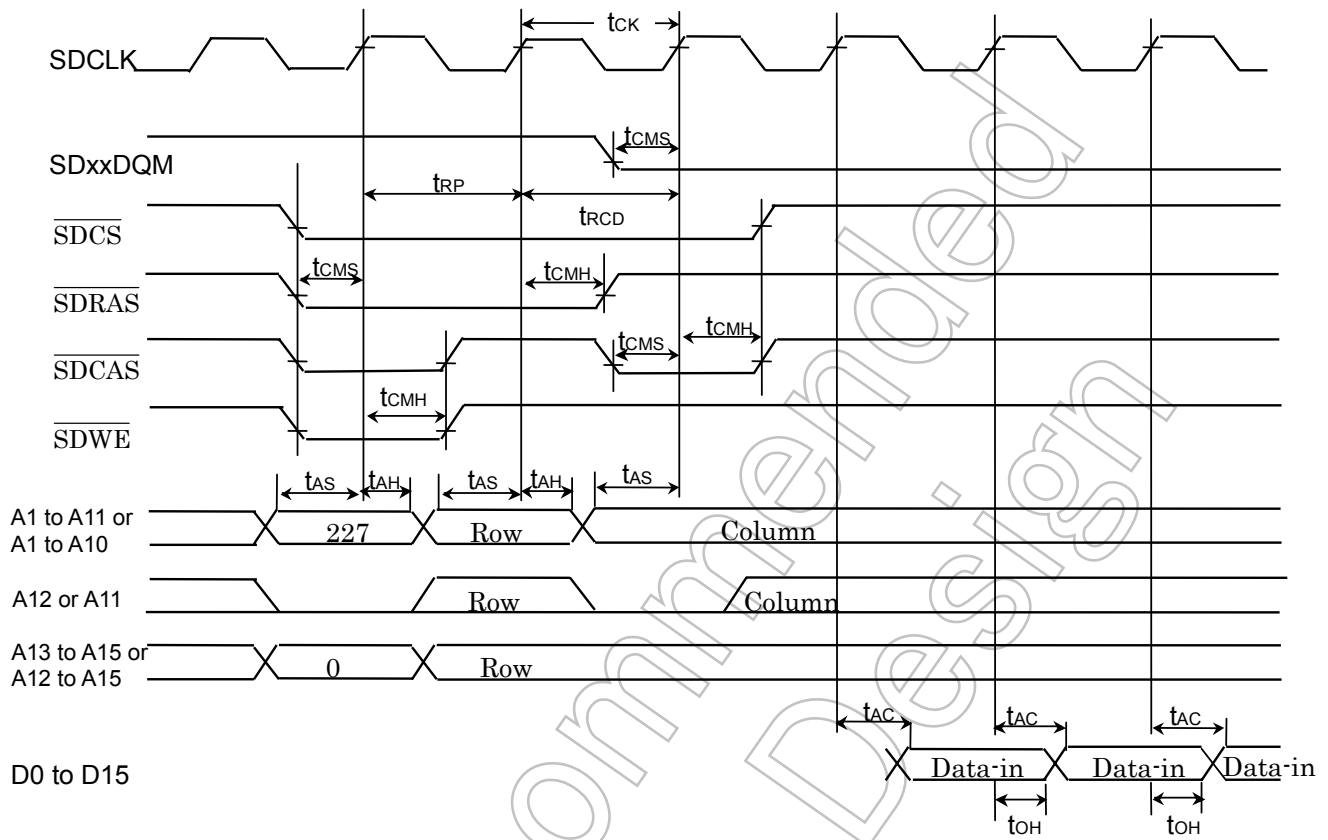 tCK
SDCLK
tCMS
SDxxDQM
tRP
tRCD
SDCS
tCMS
tCMH
SDRAS
tCMS
tCMH
SDCAS
tCMH
SDWE
tAS tAH tAS tAH tAS
A1 to A11 or
A1 to A10
227 Row Column
A12 or A11 Row Column
A13 to A15 or
A12 to A15
0 Row
tAC tAC tAC
D0 to D15 Data-in Data-in Data-in
tOH tOH
ommended
Design